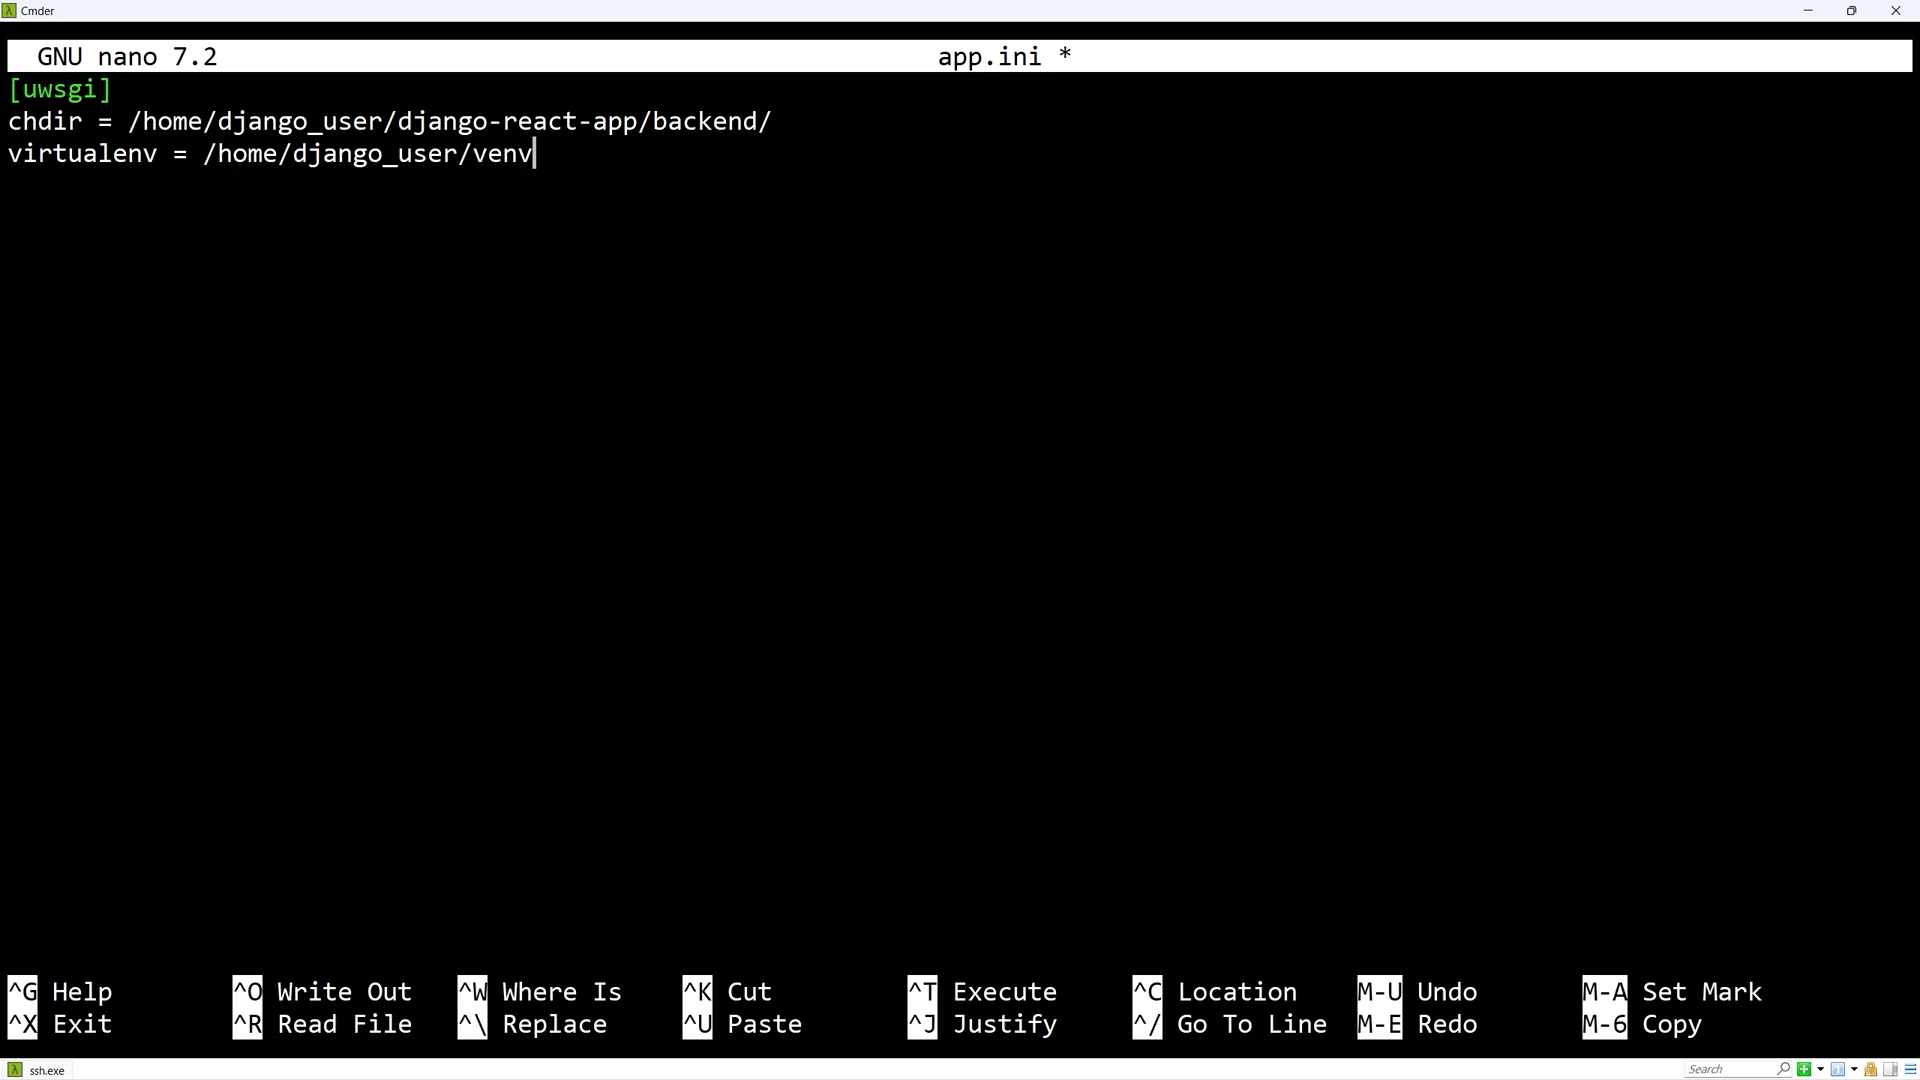 Cmder
GNU nano 7.2 app.ini *
[uwsgi]
chdir = /home/django_user/django-react-app/backend/
virtualenv = /home/django_user/venv
^G Help ^O Write Out ^W Where Is ^K Cut ^T Execute ^C Location M-U Undo M-A Set Mark
^X Exit ^R Read File ^\ Replace ^U Paste ^J Justify ^/ Go To Line M-E Redo M-6 Copy
ssh.exe Search